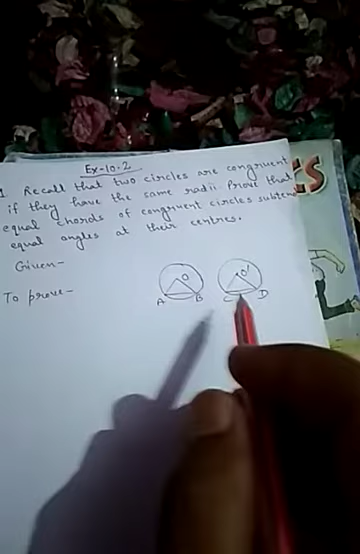 Ex-10.2
1. Recall that two circles are congruent
if they have the same radii. Prove that
equal chords of congruent circles subtend
equal angles at their centres.
Given-
To prove-
O O'
A B C D